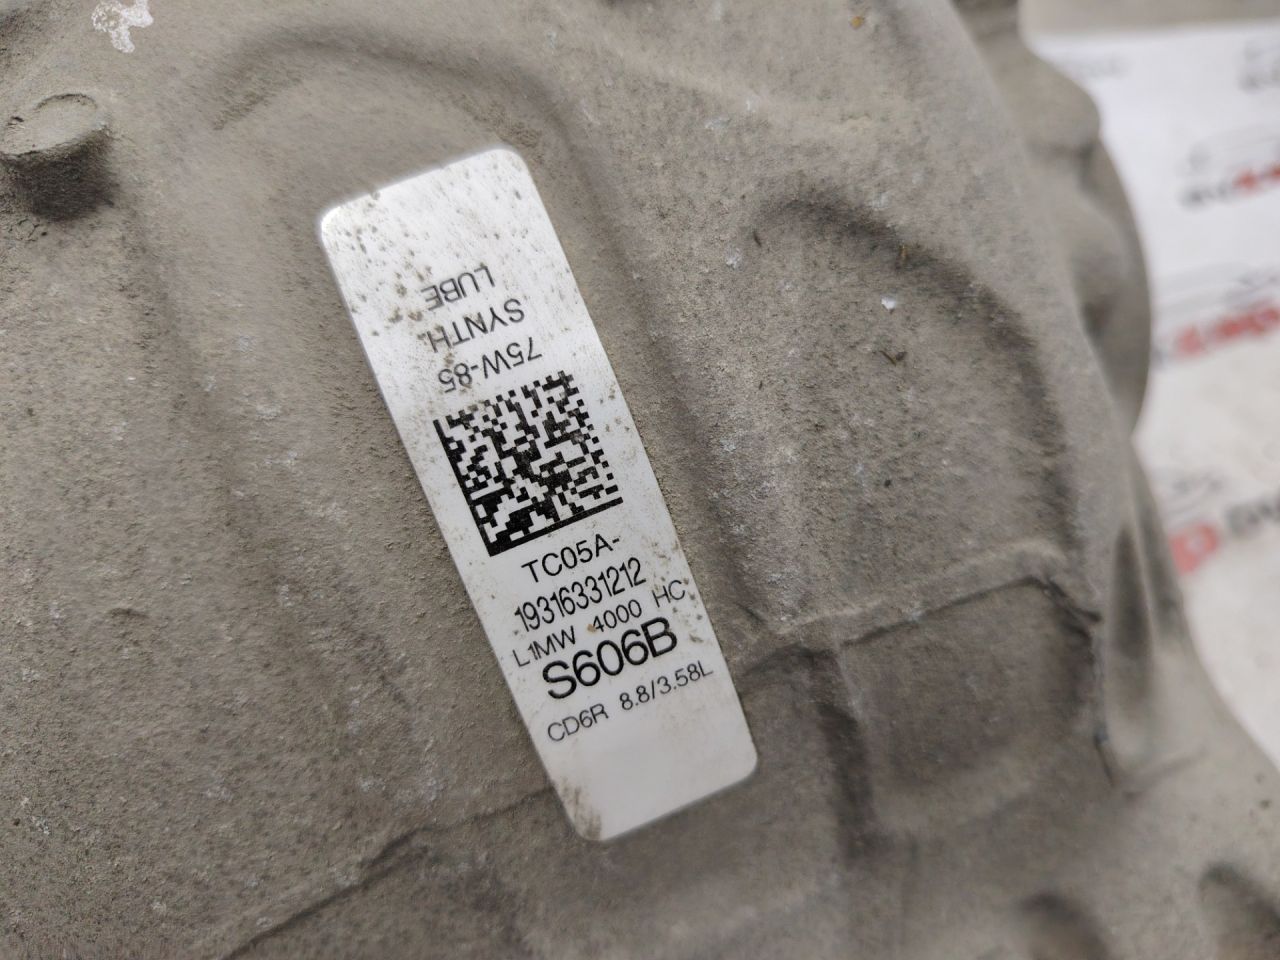 LUBE
SYNTH.
75W-85
TC05A-
19316331212
L1MW 4000 HC
S606B
CD6R 8.8/3.58L